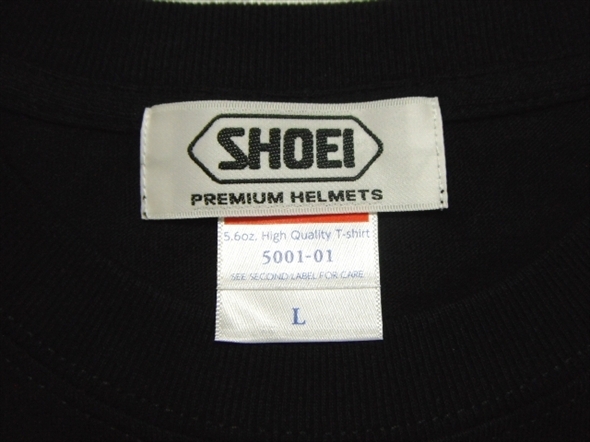 SHOEI
PREMIUM HELMETS
5.6oz. High Quality T-shirt
5001-01
SEE SECOND LABEL FOR CARE
L